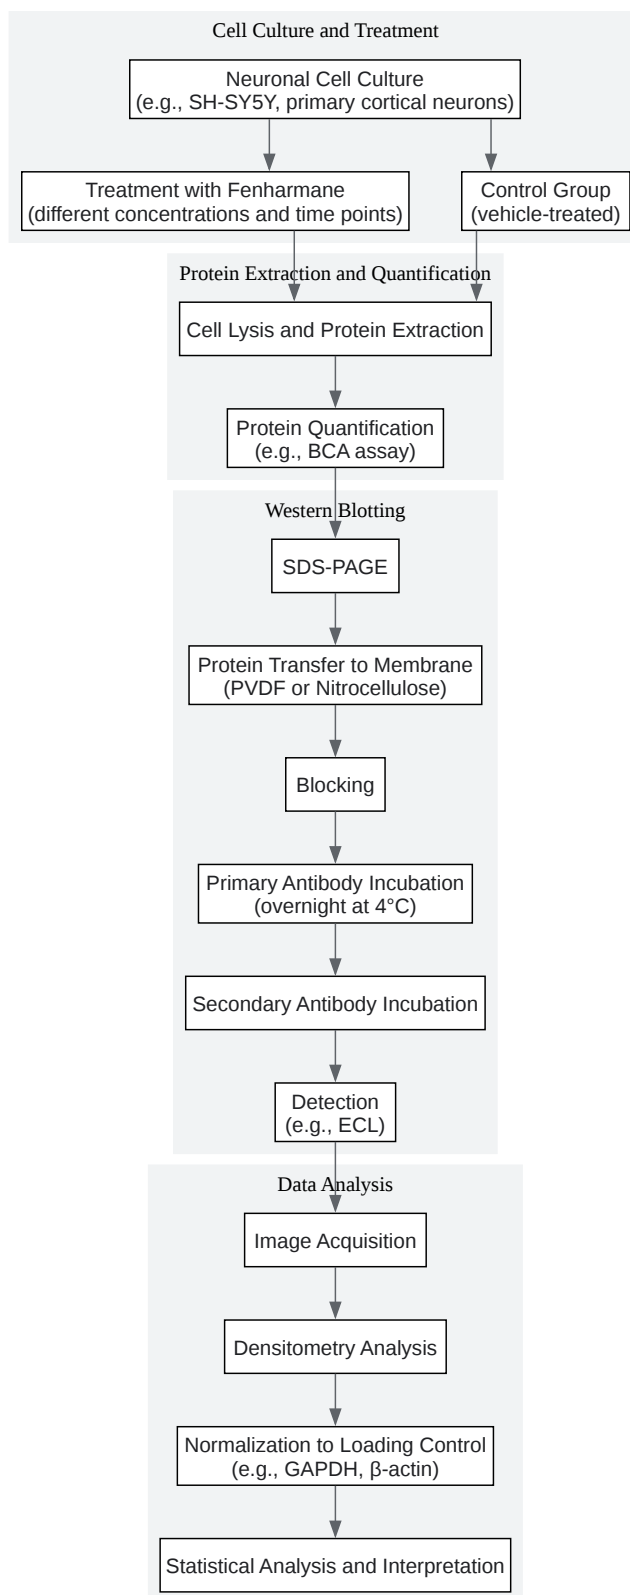 Cell Culture and Treatment
Neuronal Cell Culture
(e.g., SH-SY5Y, primary cortical neurons)
Treatment with Fenharmane
(different concentrations and time points)
Control Group
(vehicle-treated)
Protein Extraction and Quantification
Cell Lysis and Protein Extraction
Protein Quantification
(e.g., BCA assay)
Western Blotting
SDS-PAGE
Protein Transfer to Membrane
(PVDF or Nitrocellulose)
Blocking
Primary Antibody Incubation
(overnight at 4°C)
Secondary Antibody Incubation
Detection
(e.g., ECL)
Data Analysis
Image Acquisition
Densitometry Analysis
Normalization to Loading Control
(e.g., GAPDH, β-actin)
Statistical Analysis and Interpretation